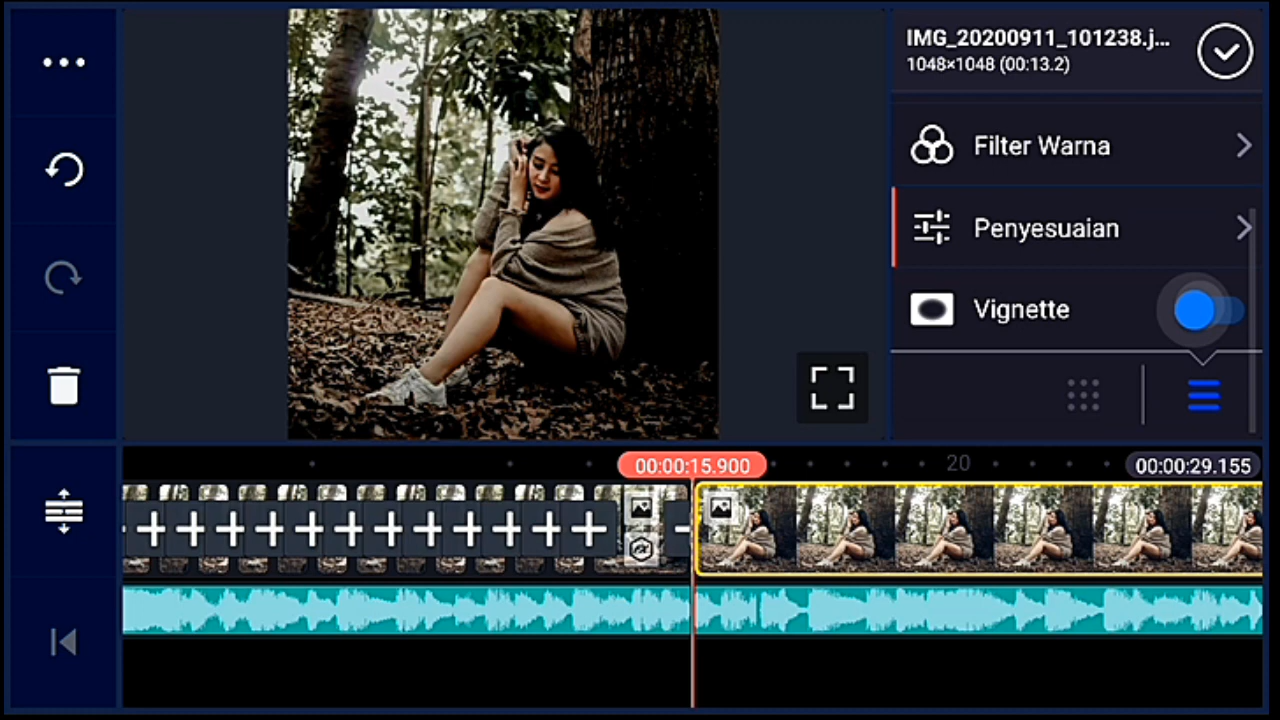 IMG_20200911_101238.j...
1048×1048 (00:13.2)
Filter Warna
Penyesuaian
Vignette
00:00:15.900
20
00:00:29.155